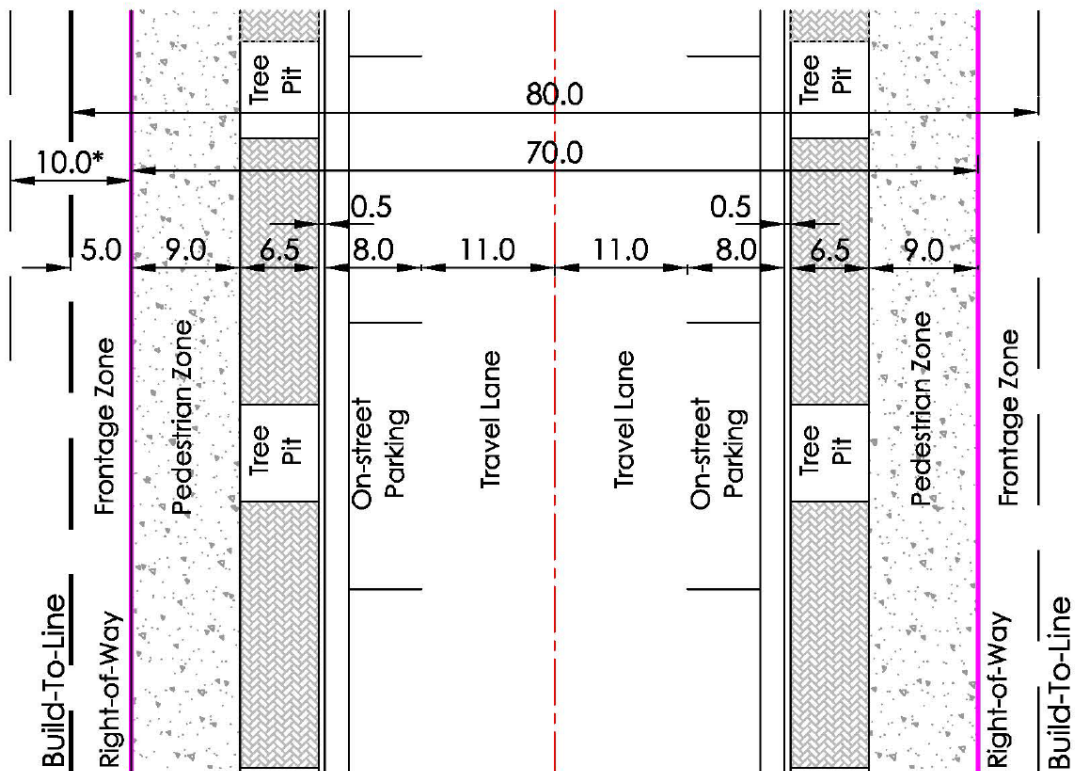 Tree
Pit
Tree
Pit
80.0
10.0*
70.0
0.5
0.5
5.0
9.0
6.5
8.0
11.0
11.0
8.0
6.5
9.0
Build-To-Line
Right-of-Way
Frontage Zone
Pedestrian Zone
Tree
Pit
On-street
Parking
Travel Lane
Travel Lane
On-street
Parking
Tree
Pit
Pedestrian Zone
Frontage Zone
Right-of-Way
Build-To-Line